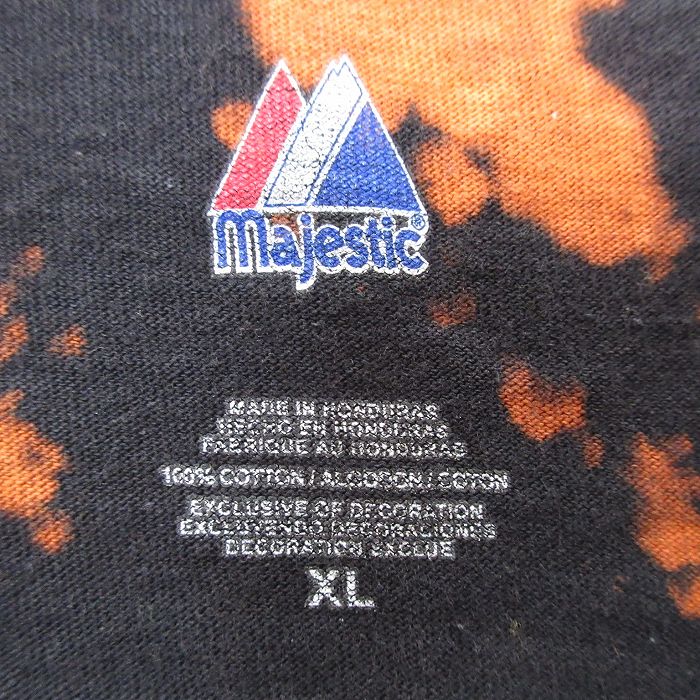 Majestic®
MADE IN HONDURAS
HECHO EN HONDURAS
FABRIQUE AU HONDURAS
100% COTTON / ALGODON / COTON
EXCLUSIVE OF DECORATION
EXCLUYENDO DECORACIONES
DECORATION EXCLUE
XL